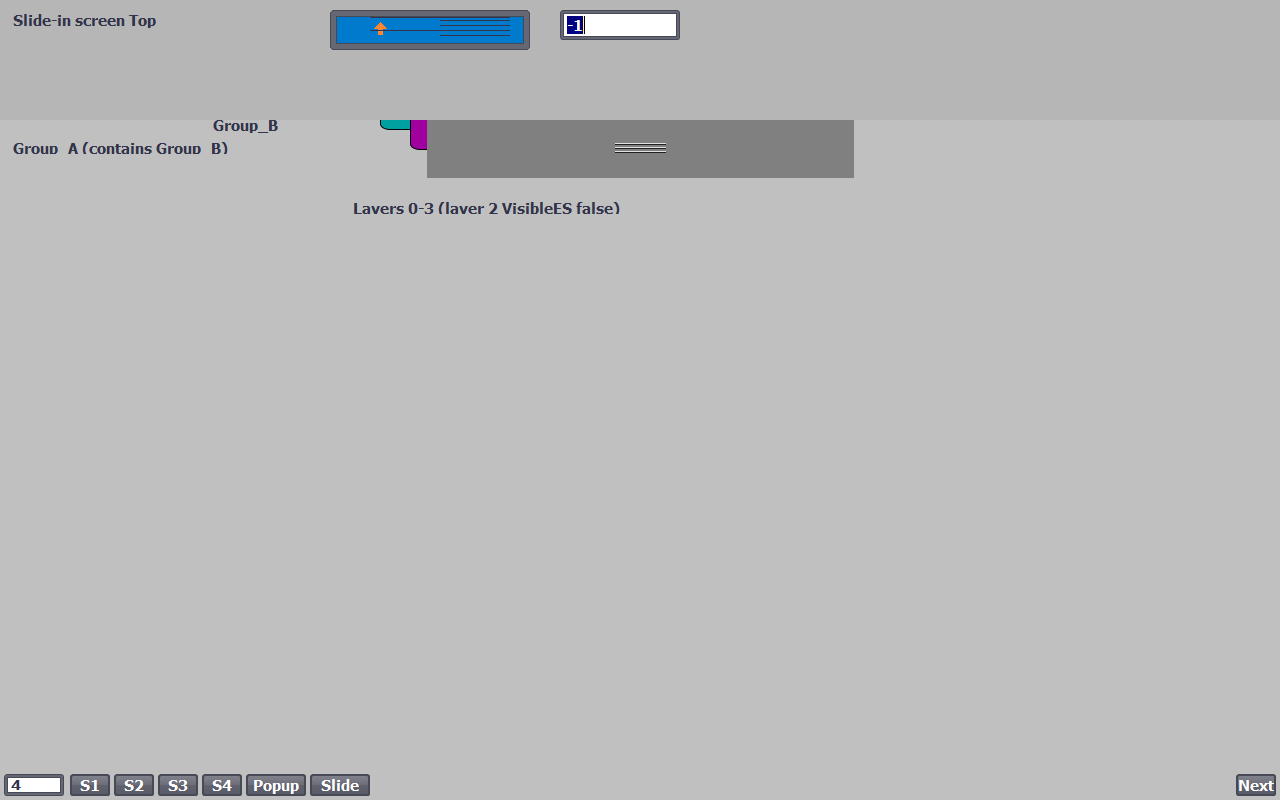 Slide-in screen Top
-1
Group_B
Group_A (contains Group_B)
Layers 0-3 (layer 2 VisibleES false)
4 S1 S2 S3 S4 Popup Slide Next